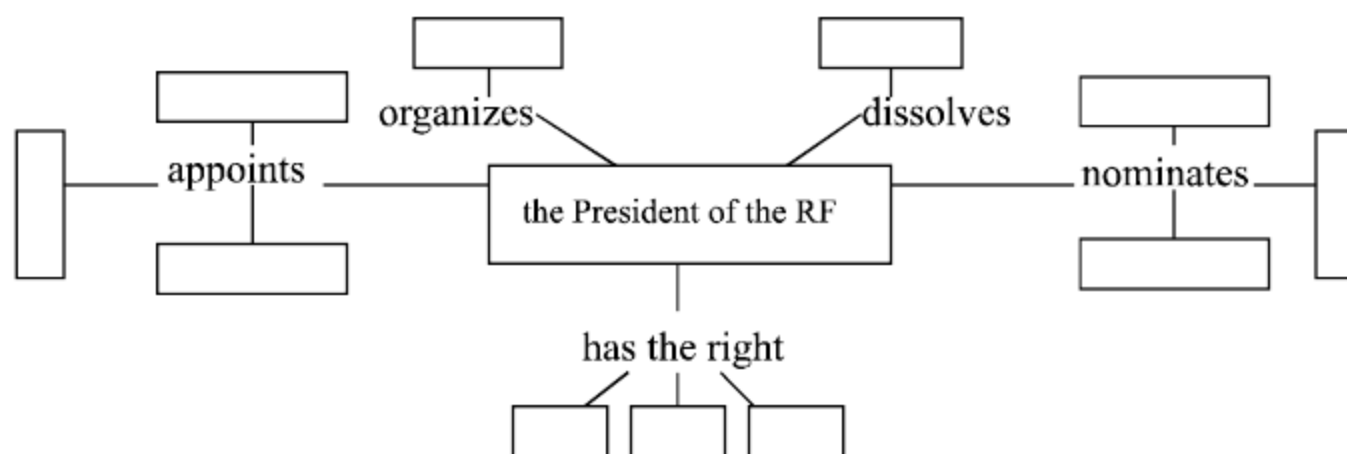 organizes
dissolves
appoints
nominates
the President of the RF
has the right